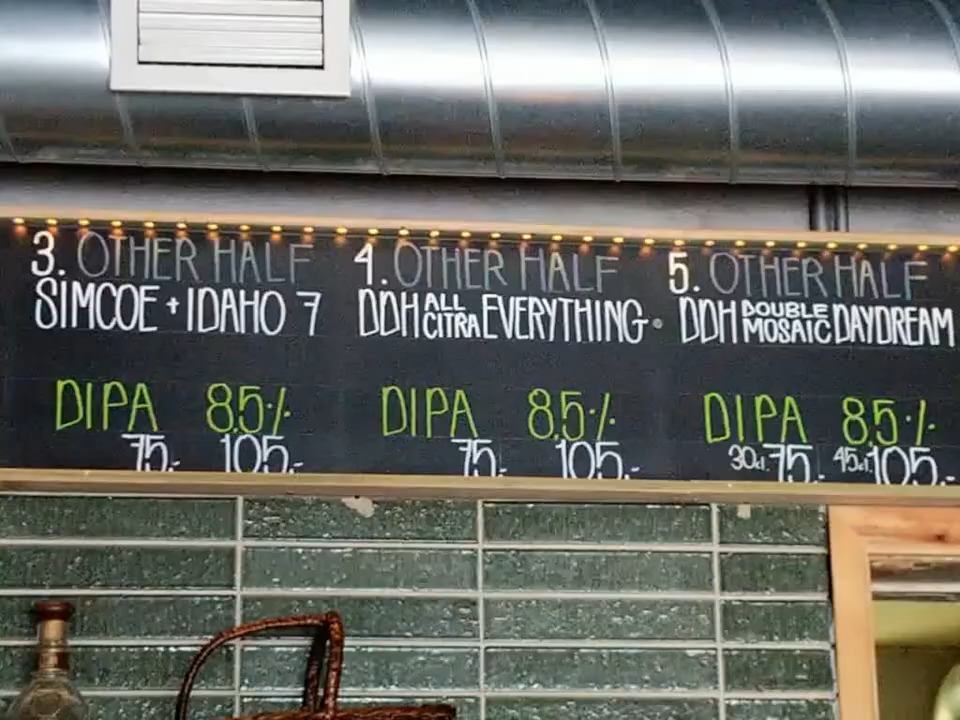 3. OTHER HALF
SIMCOE + IDAHO 7
DIPA 8.5·/.
75,- 105,-
4. OTHER HALF
DDH ALL CITRA EVERYTHING
DIPA 8.5·/.
75,- 105,-
5. OTHER HALF
DDH DOUBLE MOSAIC DAYDREAM
DIPA 8.5·/.
30cl. 75,- 45cl. 105,-